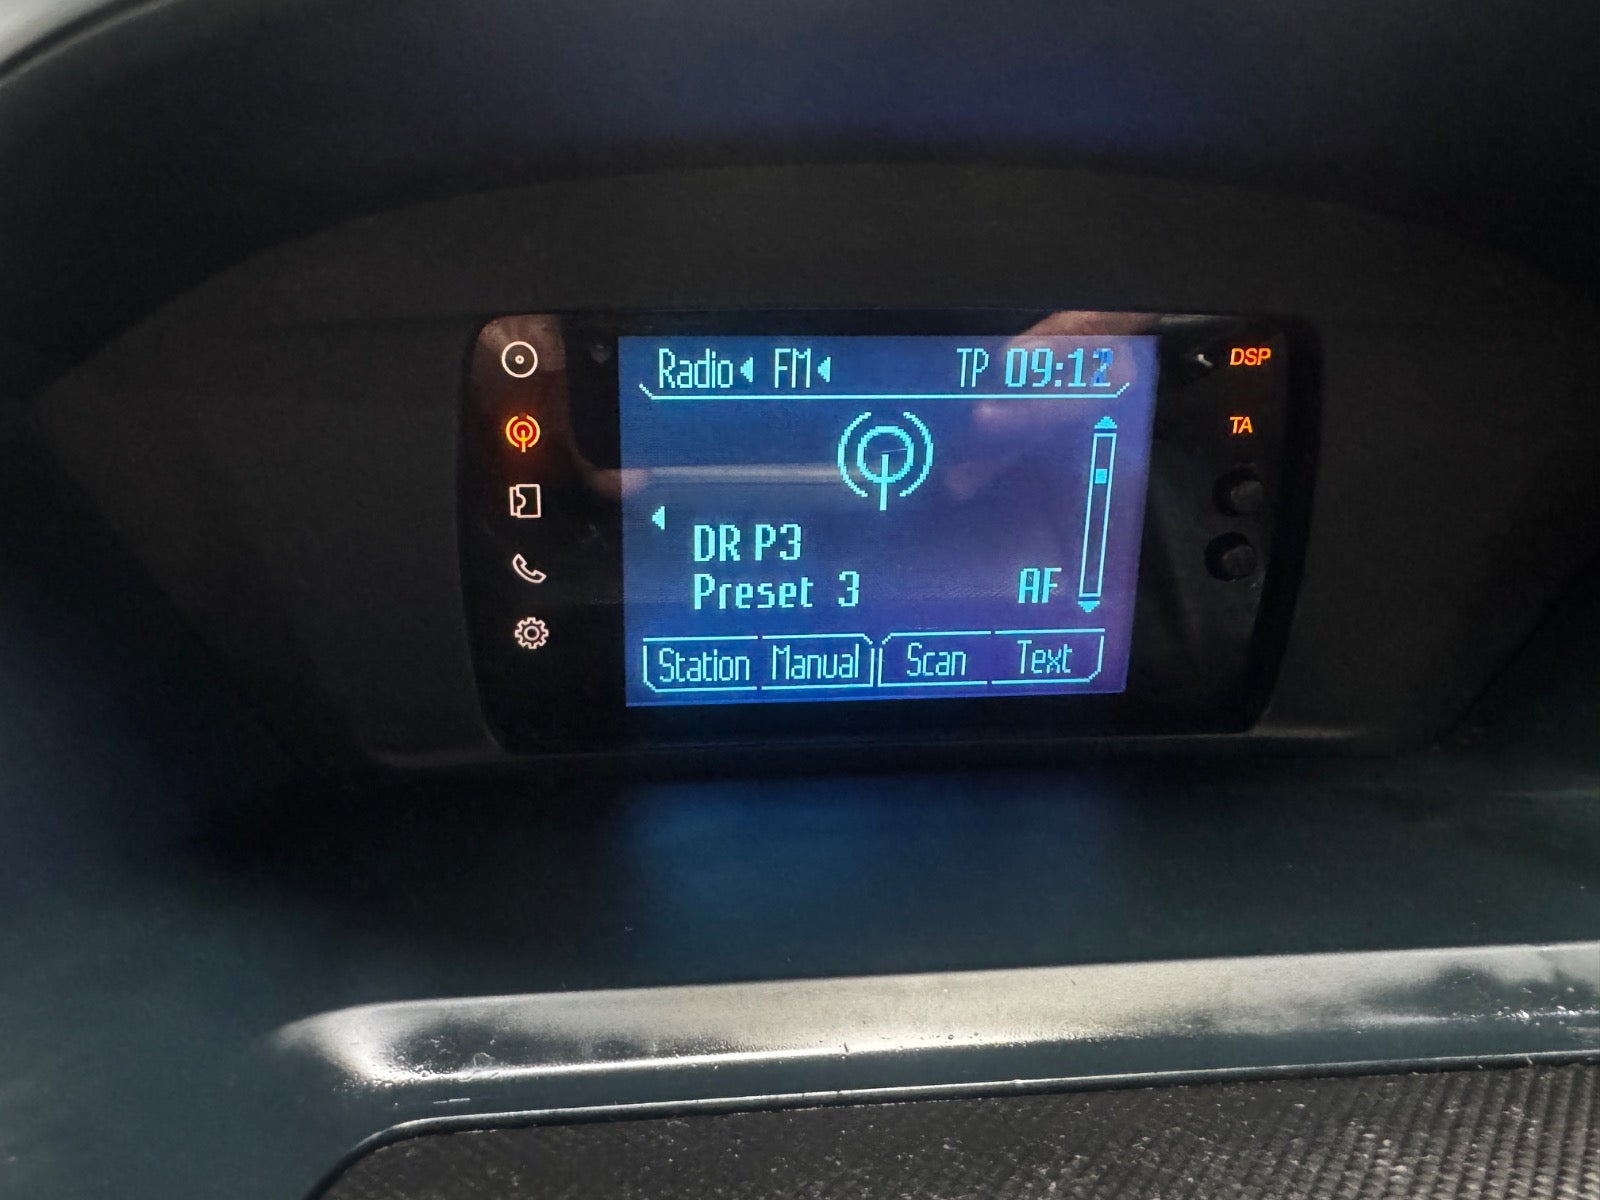 Radio FM TP 09:12
DSP
TA
DR P3
Preset 3 AF
Station Manual Scan Text